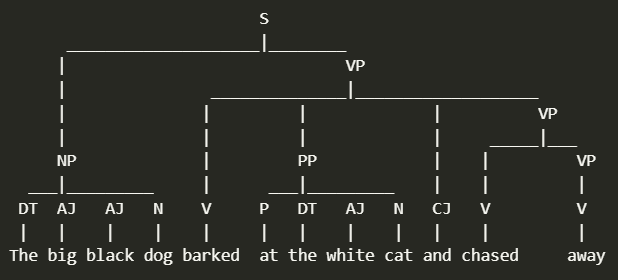 S
VP
VP
NP PP VP
DT AJ AJ N V P DT AJ N CJ V V
The big black dog barked at the white cat and chased away